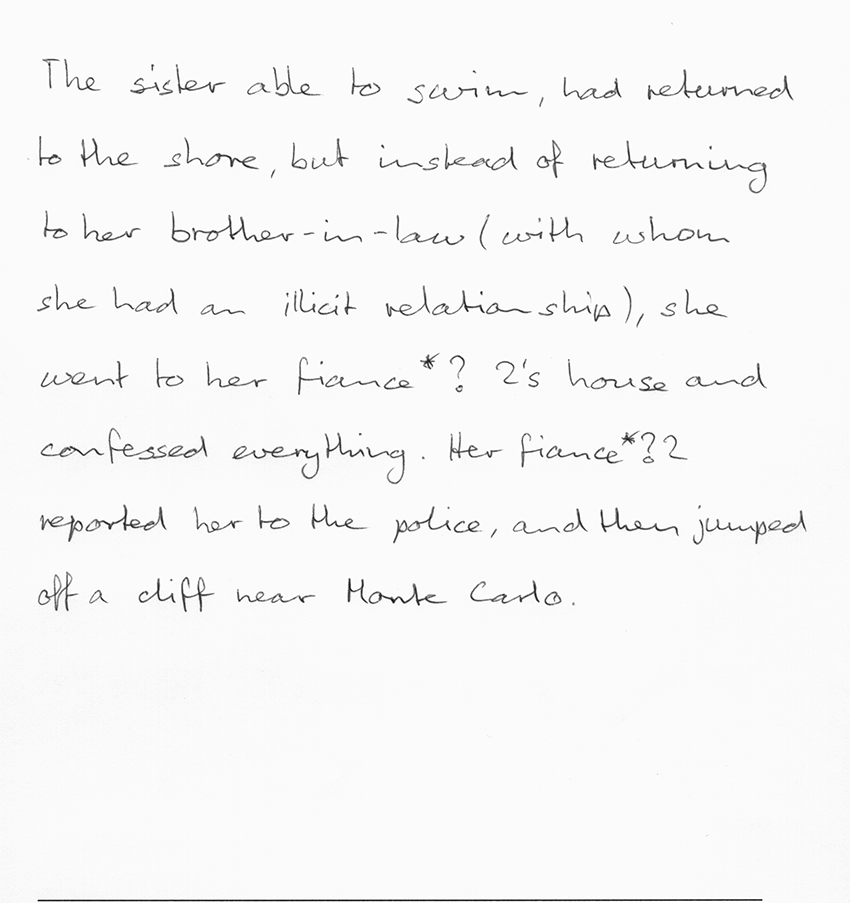 The sister able to swim, had returned
to the shore, but instead of returning
to her brother-in-law (with whom
she had an illicit relationship), she
went to her fiance*? 2's house and
confessed everything. Her fiance*?2
reported her to the police, and then jumped
off a cliff near Monte Carlo.